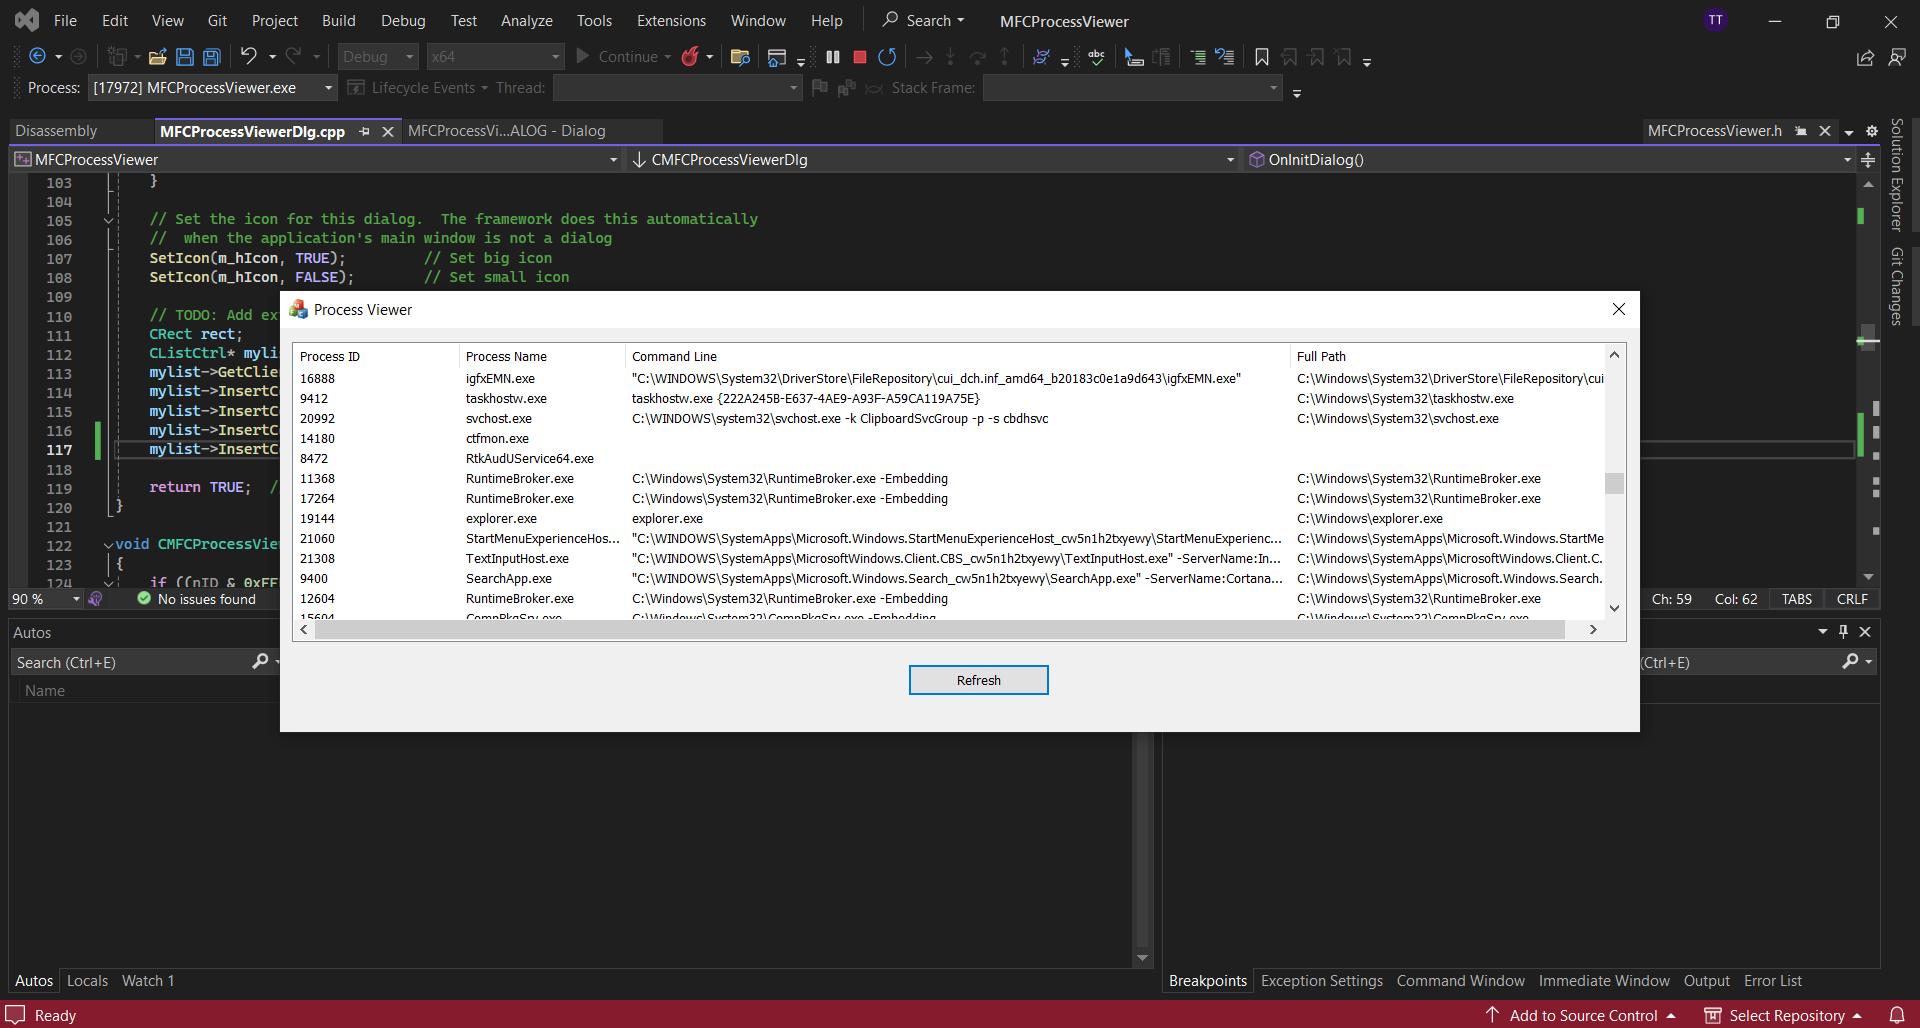 File Edit View Git Project Build Debug Test Analyze Tools Extensions Window Help Search MFCProcessViewer TT
Debug x64 Continue
Process: [17972] MFCProcessViewer.exe Lifecycle Events Thread: Stack Frame:
Disassembly MFCProcessViewerDlg.cpp MFCProcessVi...ALOG - Dialog MFCProcessViewer.h
MFCProcessViewer CMFCProcessViewerDlg OnInitDialog()
Solution Explorer
Git Changes
103 }
104
105 // Set the icon for this dialog.  The framework does this automatically
106 //  when the application's main window is not a dialog
107 SetIcon(m_hIcon, TRUE); // Set big icon
108 SetIcon(m_hIcon, FALSE); // Set small icon
109
110 // TODO: Add ex
111 CRect rect;
112 CListCtrl* myli
113 mylist->GetClie
114 mylist->InsertC
115 mylist->InsertC
116 mylist->InsertC
117 mylist->InsertC
118
119 return TRUE; /
120 }
121
122 void CMFCProcessVie
123 {
124 if ((nID & 0xFF
Process Viewer
Process ID Process Name Command Line Full Path
16888 igfxEMN.exe "C:\WINDOWS\System32\DriverStore\FileRepository\cui_dch.inf_amd64_b20183c0e1a9d643\igfxEMN.exe" C:\Windows\System32\DriverStore\FileRepository\cui
9412 taskhostw.exe taskhostw.exe {222A245B-E637-4AE9-A93F-A59CA119A75E} C:\Windows\System32\taskhostw.exe
20992 svchost.exe C:\WINDOWS\system32\svchost.exe -k ClipboardSvcGroup -p -s cbdhsvc C:\Windows\System32\svchost.exe
14180 ctfmon.exe
8472 RtkAudUService64.exe
11368 RuntimeBroker.exe C:\Windows\System32\RuntimeBroker.exe -Embedding C:\Windows\System32\RuntimeBroker.exe
17264 RuntimeBroker.exe C:\Windows\System32\RuntimeBroker.exe -Embedding C:\Windows\System32\RuntimeBroker.exe
19144 explorer.exe explorer.exe C:\Windows\explorer.exe
21060 StartMenuExperienceHos... "C:\WINDOWS\SystemApps\Microsoft.Windows.StartMenuExperienceHost_cw5n1h2txyewy\StartMenuExperienc... C:\Windows\SystemApps\Microsoft.Windows.StartMe
21308 TextInputHost.exe "C:\WINDOWS\SystemApps\MicrosoftWindows.Client.CBS_cw5n1h2txyewy\TextInputHost.exe" -ServerName:In... C:\Windows\SystemApps\MicrosoftWindows.Client.C.
9400 SearchApp.exe "C:\WINDOWS\SystemApps\Microsoft.Windows.Search_cw5n1h2txyewy\SearchApp.exe" -ServerName:Cortana... C:\Windows\SystemApps\Microsoft.Windows.Search.
12604 RuntimeBroker.exe C:\Windows\System32\RuntimeBroker.exe -Embedding C:\Windows\System32\RuntimeBroker.exe
15604 CompPkgSrv.exe C:\Windows\System32\CompPkgSrv.exe -Embedding C:\Windows\System32\CompPkgSrv.exe
Refresh
90 % No issues found Ch: 59 Col: 62 TABS CRLF
Autos
Search (Ctrl+E) (Ctrl+E)
Name
Autos Locals Watch 1 Breakpoints Exception Settings Command Window Immediate Window Output Error List
Ready Add to Source Control Select Repository